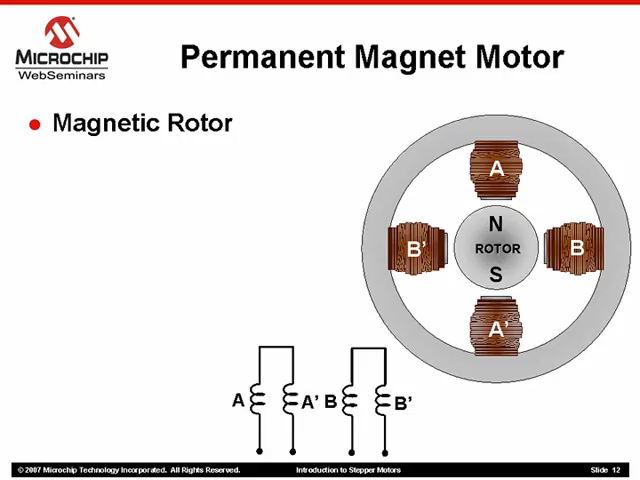 MICROCHIP
WebSeminars
Permanent Magnet Motor
● Magnetic Rotor
A
N
B’
ROTOR
B
S
A’
A
A’
B
B’
© 2007 Microchip Technology Incorporated. All Rights Reserved.
Introduction to Stepper Motors
Slide 12